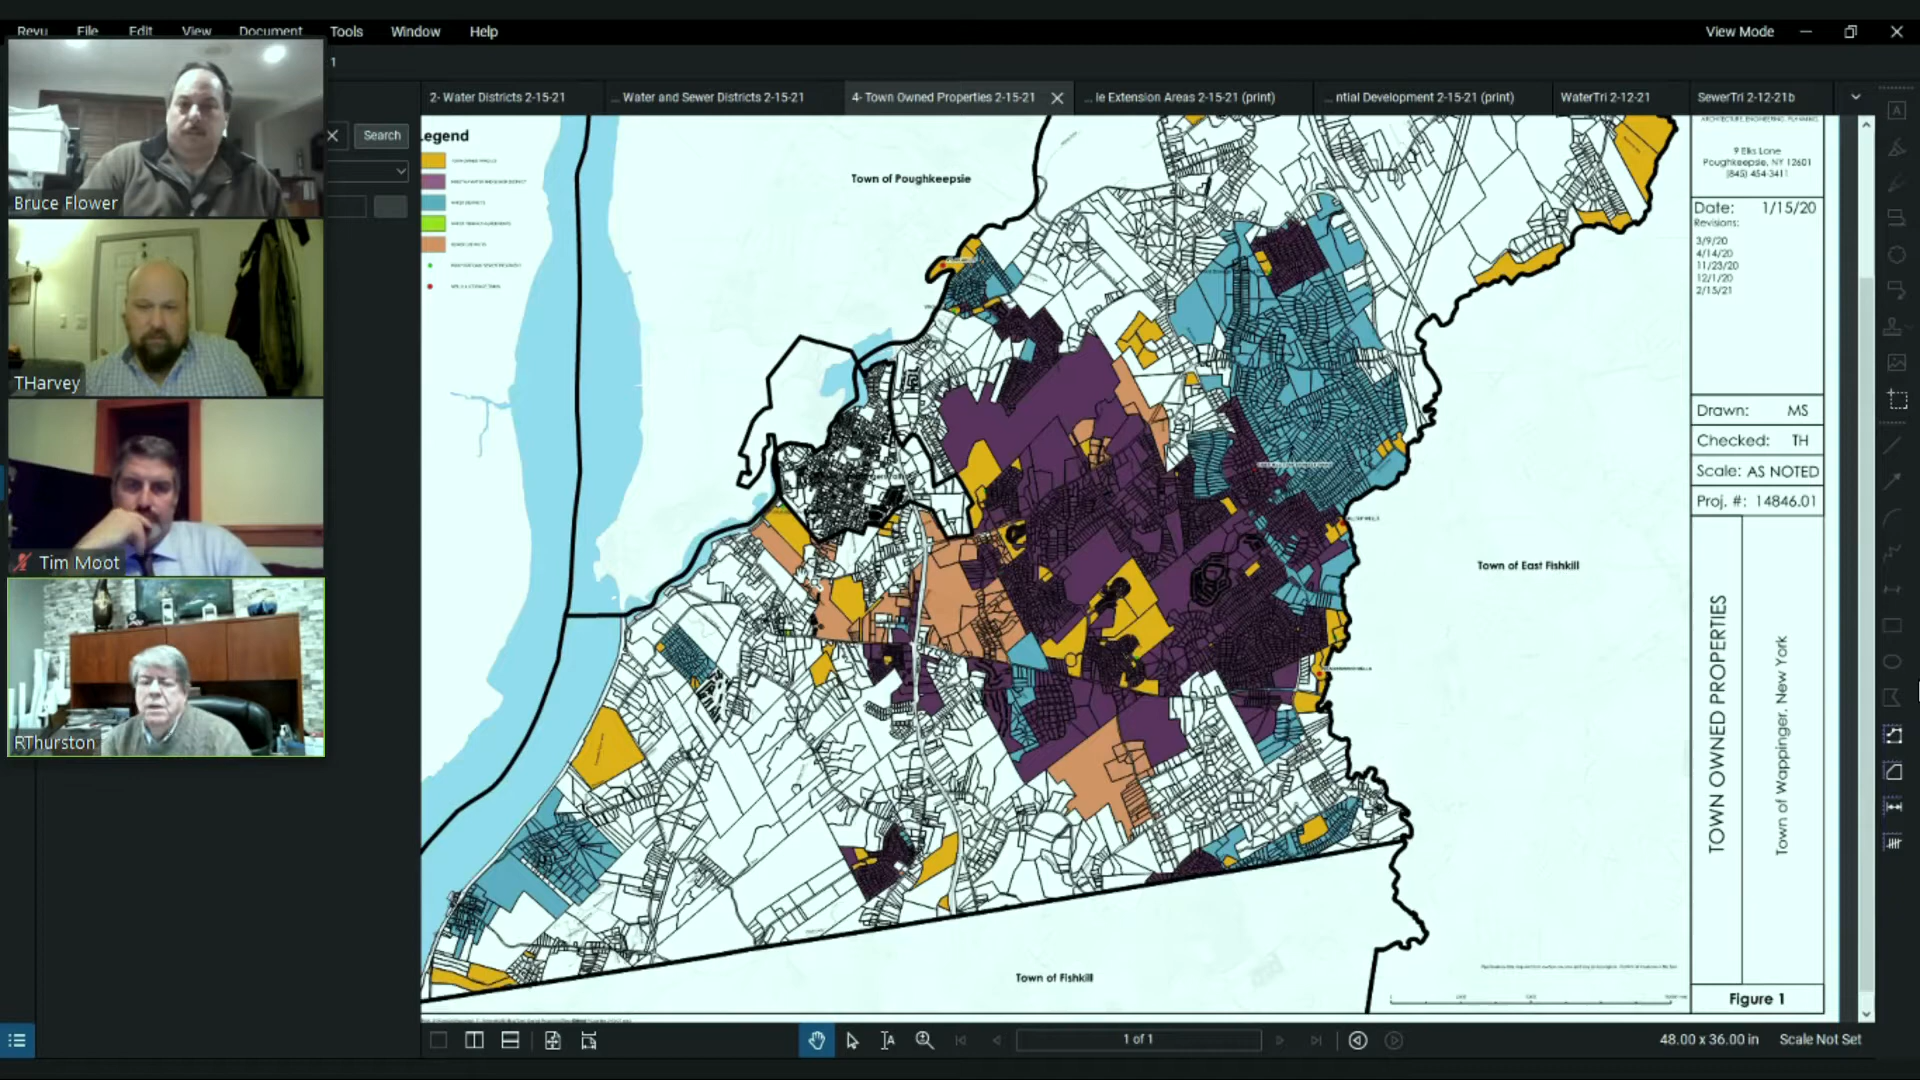 Revu File Edit View Document Tools Window Help View Mode
1
2- Water Districts 2-15-21
... Water and Sewer Districts 2-15-21
4- Town Owned Properties 2-15-21
... le Extension Areas 2-15-21 (print)
... ntial Development 2-15-21 (print)
WaterTri 2-12-21
SewerTri 2-12-21b
Search
Bruce Flower
THarvey
Tim Moot
RThurston
Legend
Town of Poughkeepsie
Town of East Fishkill
Town of Fishkill
ARCHITECTURE, ENGINEERING, PLANNING
9 Elks Lane
Poughkeepsie, NY 12601
(845) 454-3411
Date: 1/15/20
Revisions:
3/9/20
4/14/20
11/23/20
12/1/20
2/15/21
Drawn: MS
Checked: TH
Scale: AS NOTED
Proj. #: 14846.01
TOWN OWNED PROPERTIES
Town of Wappinger, New York
Figure 1
1 of 1
48.00 x 36.00 in
Scale Not Set